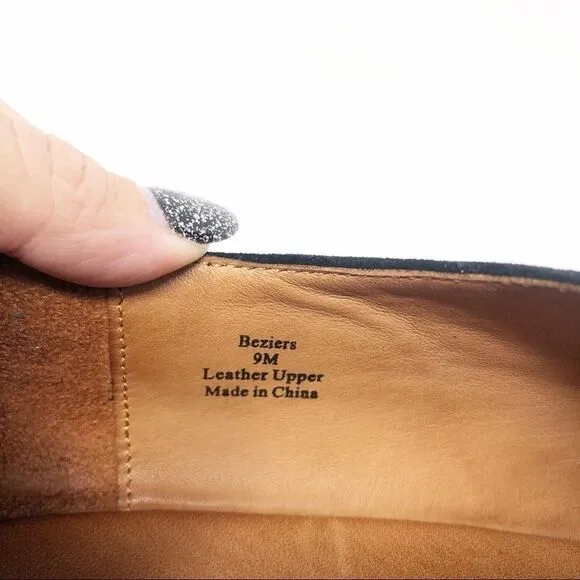 Beziers
9M
Leather Upper
Made in China